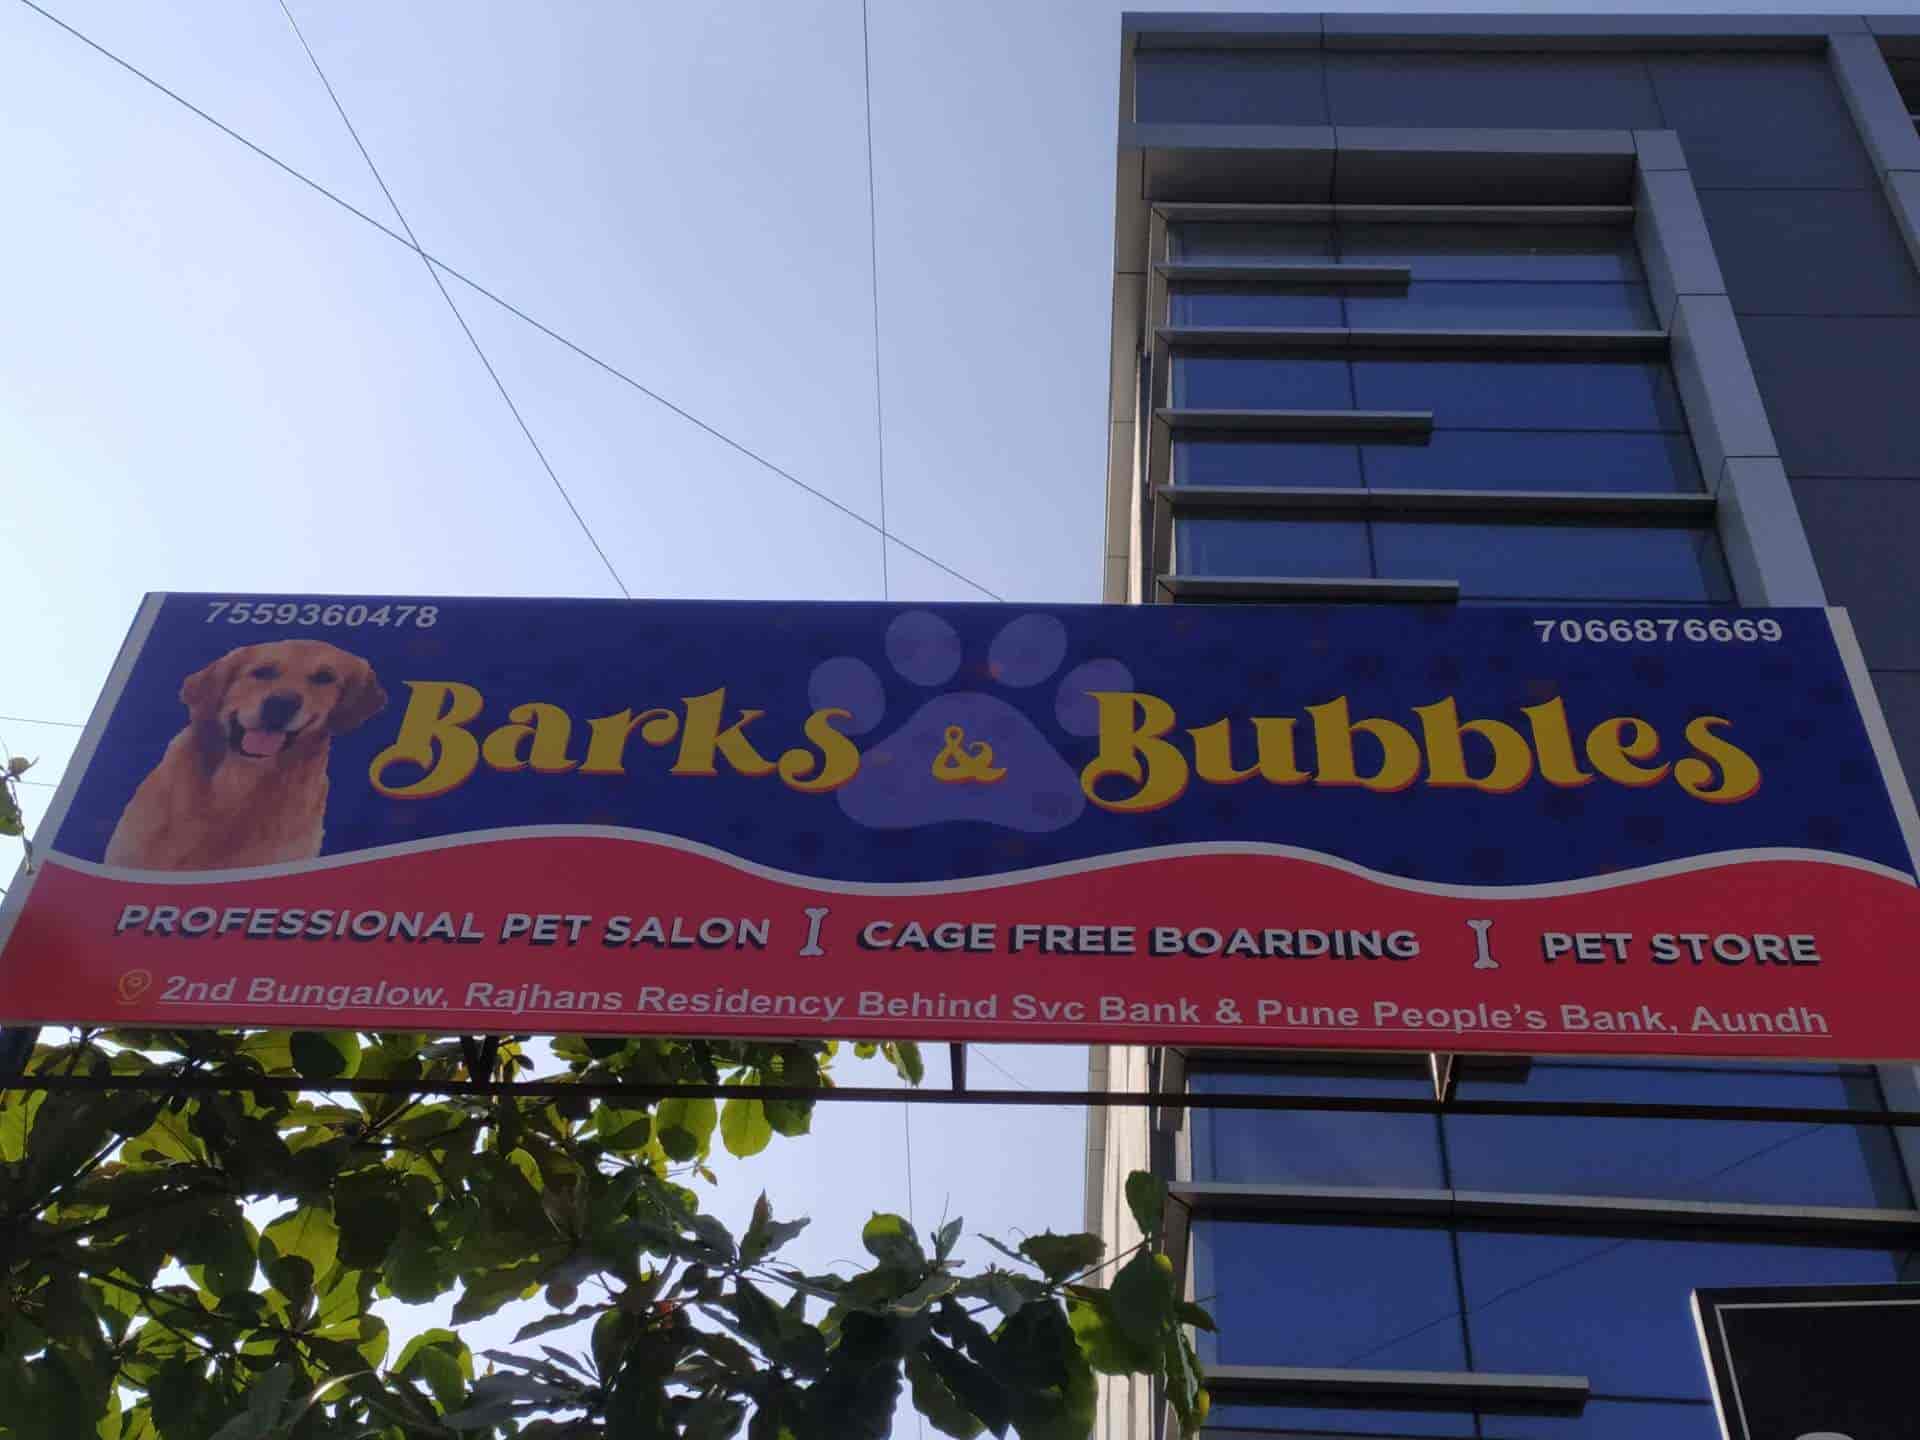 7559360478 7066876669
Barks & Bubbles
PROFESSIONAL PET SALON CAGE FREE BOARDING PET STORE
2nd Bungalow, Rajhans Residency Behind Svc Bank & Pune People's Bank, Aundh